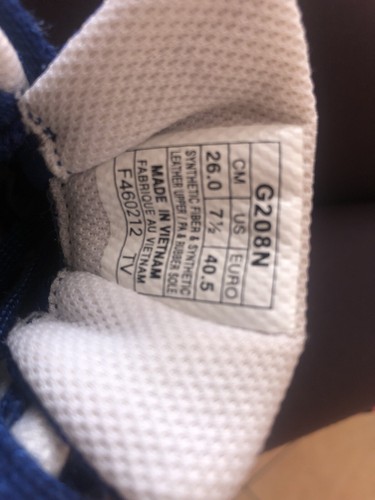 G208N
CM US EURO
26.0 7½ 40.5
SYNTHETIC FIBER & SYNTHETIC
LEATHER UPPER / PA & RUBBER SOLE
MADE IN VIETNAM
FABRIQUE AU VIETNAM
F460212 TV